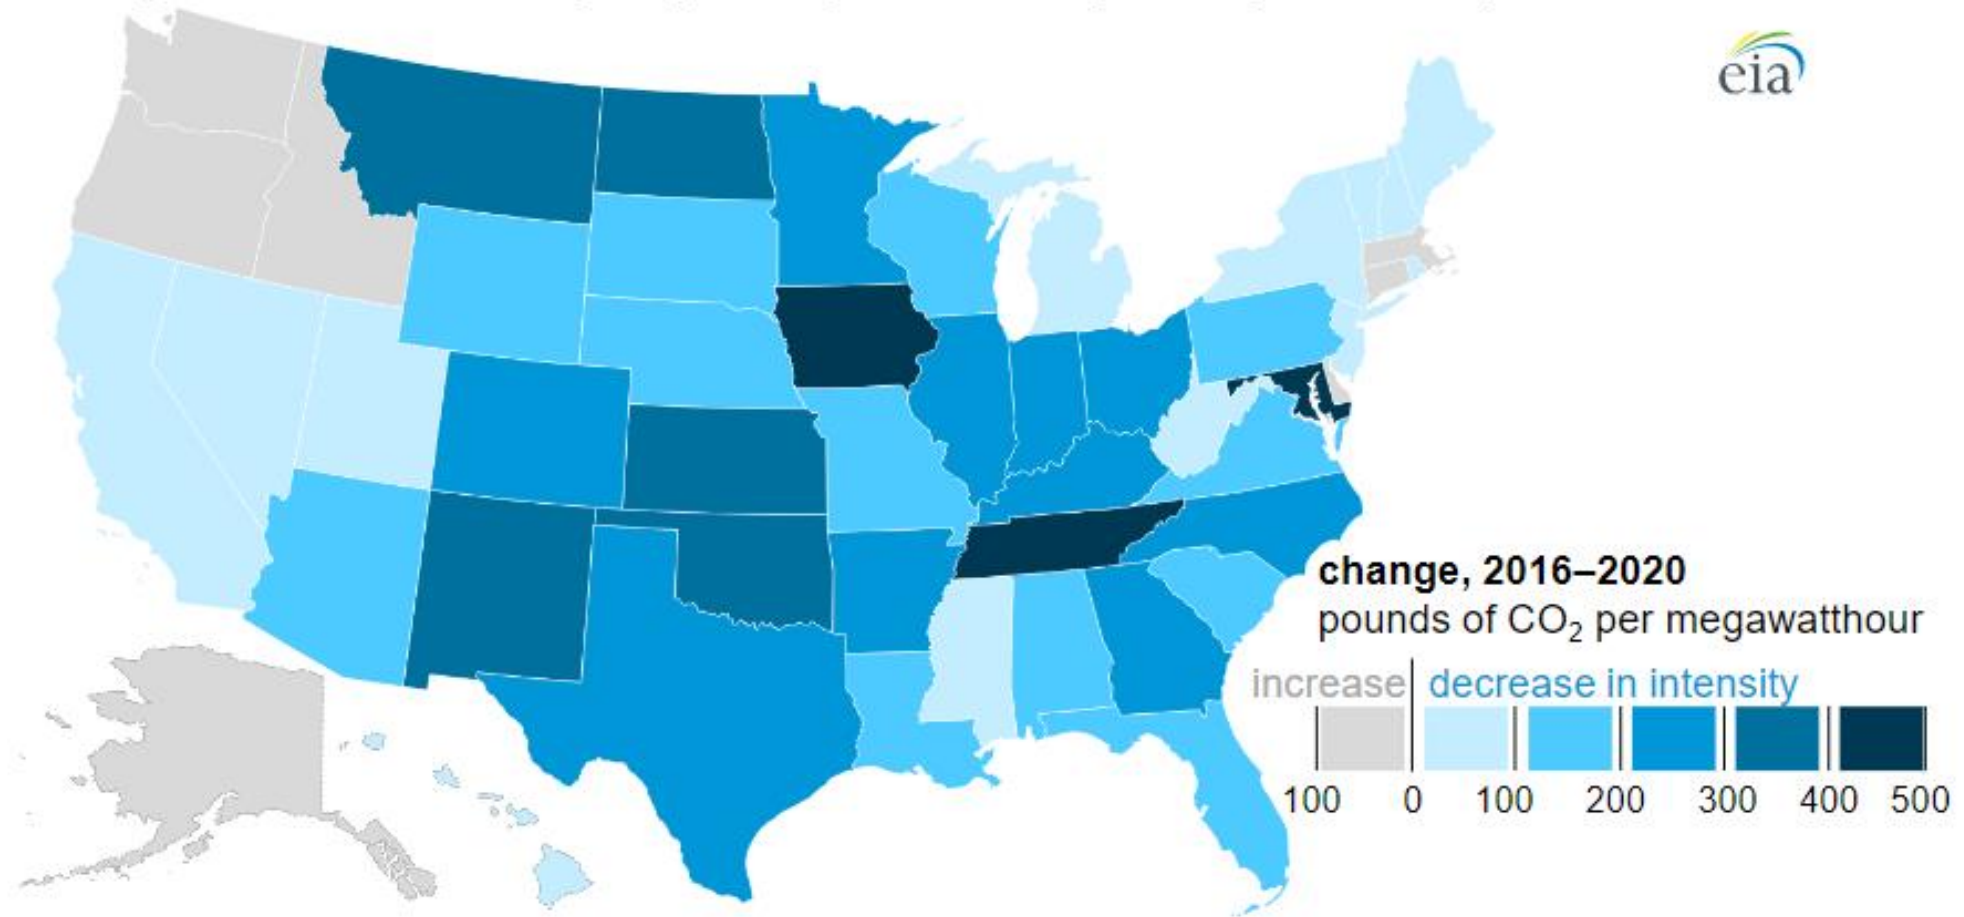 eia
change, 2016–2020
pounds of CO₂ per megawatthour
increase decrease in intensity
100 0 100 200 300 400 500